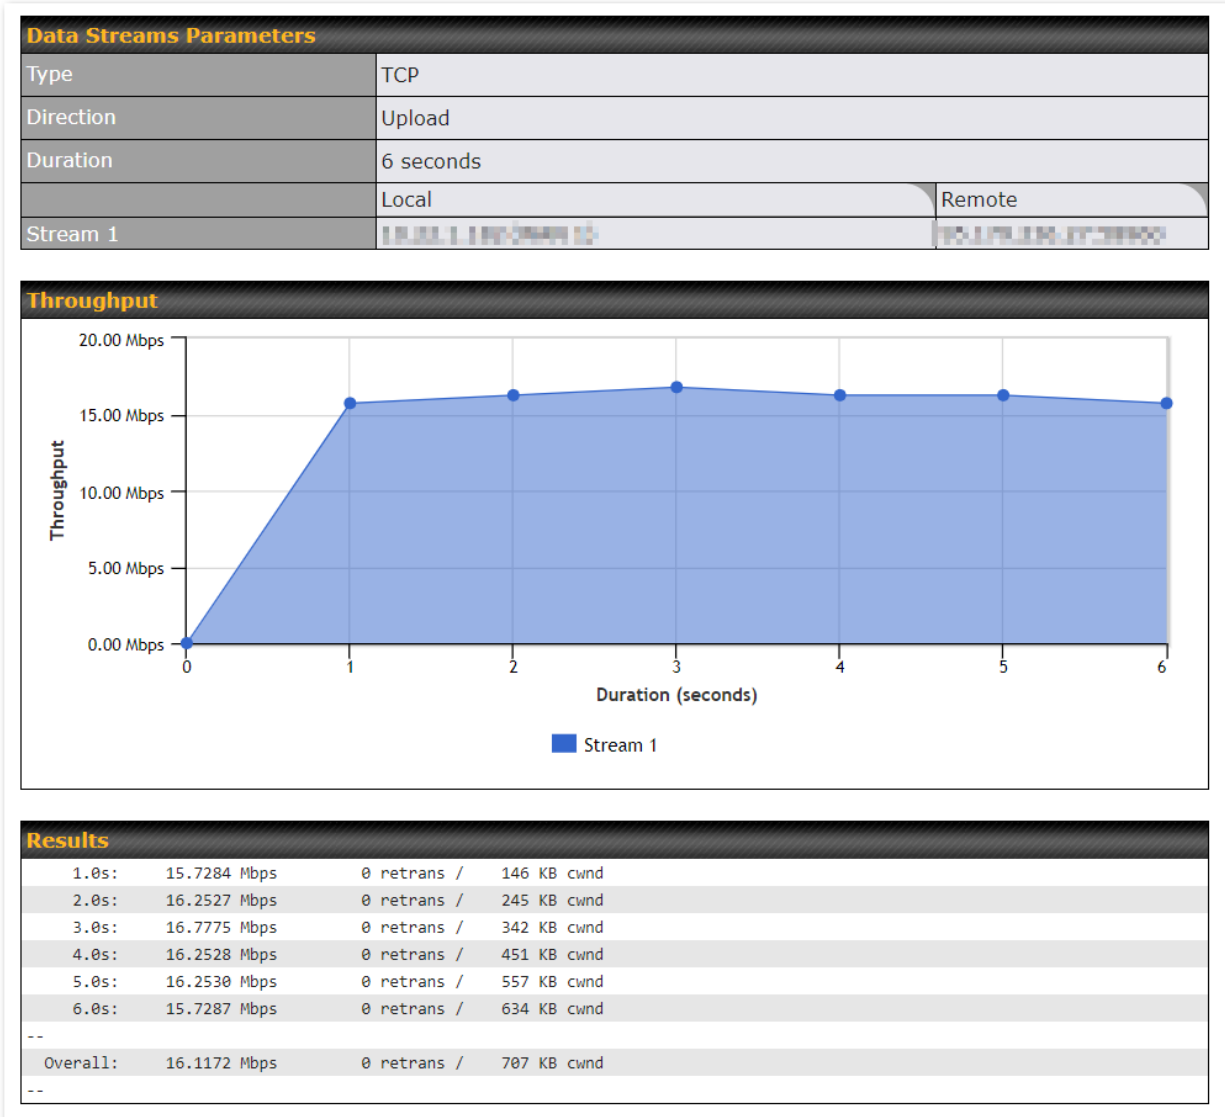 Data Streams Parameters
Type TCP
Direction Upload
Duration 6 seconds
Local Remote
Stream 1
Throughput
20.00 Mbps
15.00 Mbps
10.00 Mbps
5.00 Mbps
0.00 Mbps
Throughput
0 1 2 3 4 5 6
Duration (seconds)
Stream 1
Results
1.0s: 15.7284 Mbps 0 retrans / 146 KB cwnd
2.0s: 16.2527 Mbps 0 retrans / 245 KB cwnd
3.0s: 16.7775 Mbps 0 retrans / 342 KB cwnd
4.0s: 16.2528 Mbps 0 retrans / 451 KB cwnd
5.0s: 16.2530 Mbps 0 retrans / 557 KB cwnd
6.0s: 15.7287 Mbps 0 retrans / 634 KB cwnd
--
Overall: 16.1172 Mbps 0 retrans / 707 KB cwnd
--